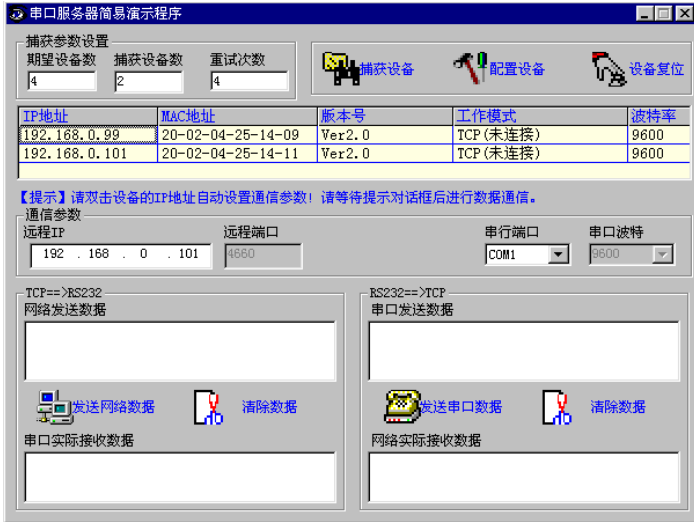 串口服务器简易演示程序
捕获参数设置
期望设备数 捕获设备数 重试次数
4 2 4
捕获设备 配置设备 设备复位
IP地址 MAC地址 版本号 工作模式 波特率
192.168.0.99 20-02-04-25-14-09 Ver2.0 TCP(未连接) 9600
192.168.0.101 20-02-04-25-14-11 Ver2.0 TCP(未连接) 9600
【提示】请双击设备的IP地址自动设置通信参数! 请等待提示对话框后进行数据通信。
通信参数
远程IP 远程端口 串行端口 串口波特
192 . 168 . 0 . 101 4660 COM1 9600
TCP==>RS232 RS232==>TCP
网络发送数据 串口发送数据
发送网络数据 清除数据 发送串口数据 清除数据
串口实际接收数据 网络实际接收数据